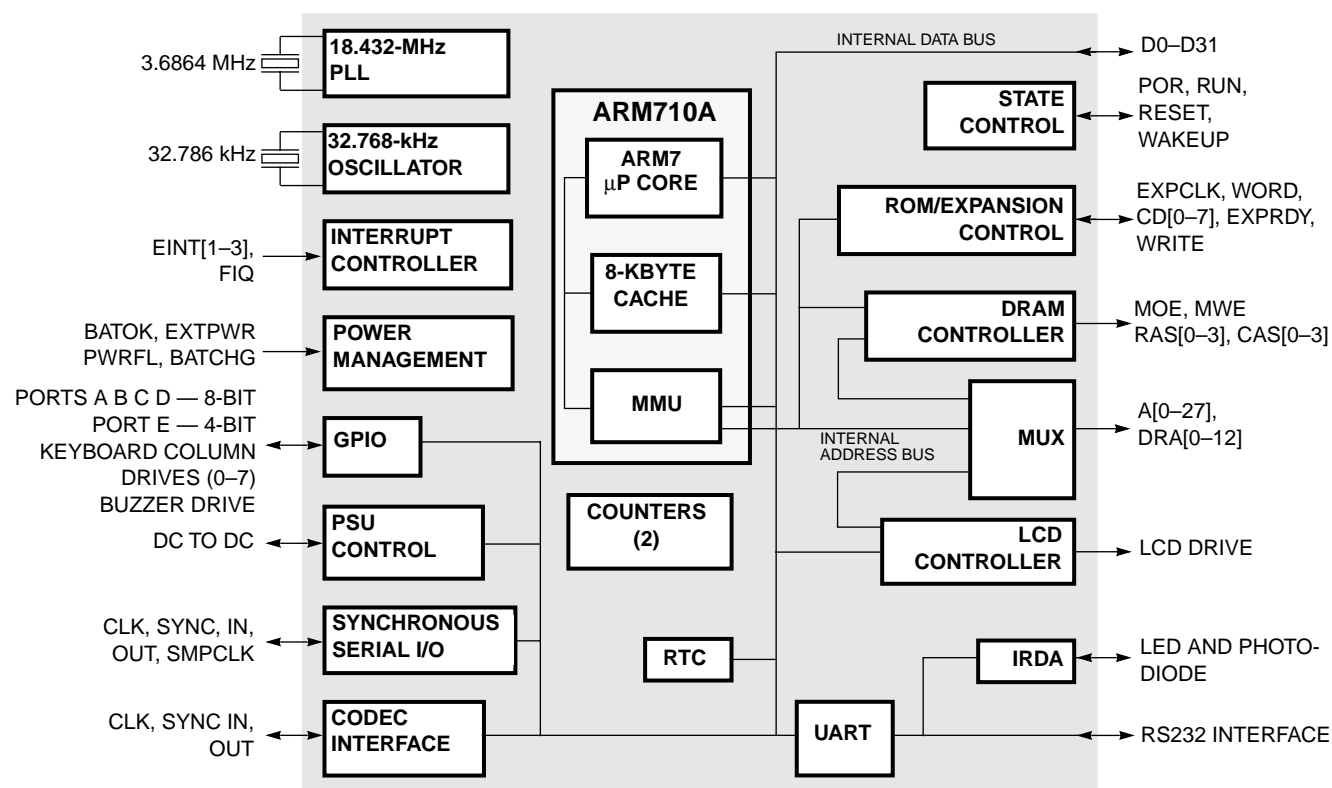 3.6864 MHz
18.432-MHz
PLL
32.786 kHz
32.768-kHz
OSCILLATOR
EINT[1–3],
FIQ
INTERRUPT
CONTROLLER
BATOK, EXTPWR
PWRFL, BATCHG
POWER
MANAGEMENT
PORTS A B C D — 8-BIT
PORT E — 4-BIT
KEYBOARD COLUMN
DRIVES (0–7)
BUZZER DRIVE
GPIO
DC TO DC
PSU
CONTROL
CLK, SYNC, IN,
OUT, SMPCLK
SYNCHRONOUS
SERIAL I/O
CLK, SYNC IN,
OUT
CODEC
INTERFACE
ARM710A
ARM7
µP CORE
8-KBYTE
CACHE
MMU
COUNTERS
(2)
RTC
INTERNAL DATA BUS
D0–D31
STATE
CONTROL
POR, RUN,
RESET,
WAKEUP
ROM/EXPANSION
CONTROL
EXPCLK, WORD,
CD[0–7], EXPRDY,
WRITE
DRAM
CONTROLLER
MOE, MWE
RAS[0–3], CAS[0–3]
INTERNAL
ADDRESS BUS
MUX
A[0–27],
DRA[0–12]
LCD
CONTROLLER
LCD DRIVE
IRDA
LED AND PHOTO-
DIODE
UART
RS232 INTERFACE